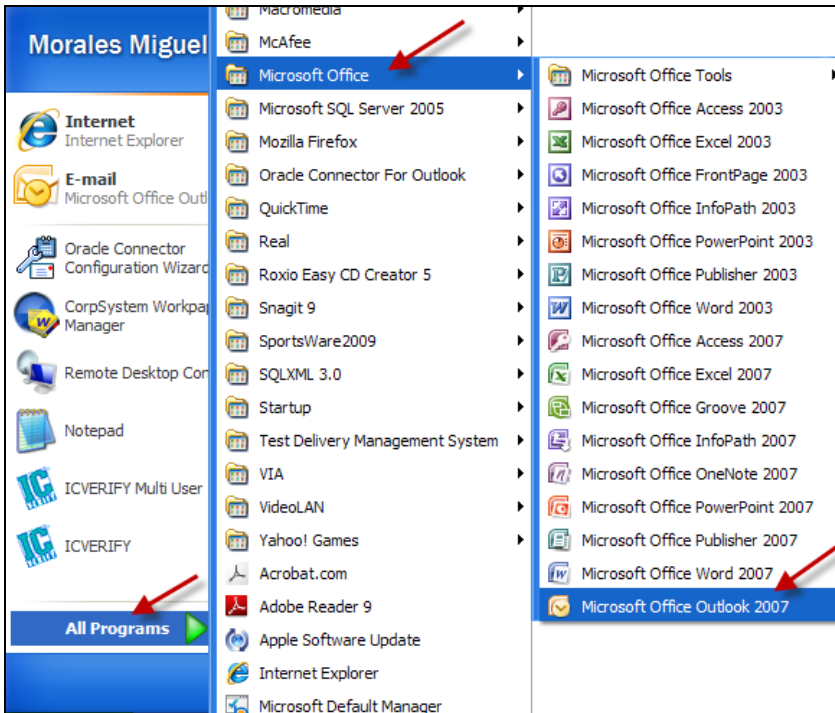 Morales Miguel
Internet
Internet Explorer
E-mail
Microsoft Office Outl
Oracle Connector
Configuration Wizard
CorpSystem Workpap
Manager
Remote Desktop Con
Notepad
ICVERIFY Multi User
ICVERIFY
All Programs
Macromedia
McAfee
Microsoft Office
Microsoft SQL Server 2005
Mozilla Firefox
Oracle Connector For Outlook
QuickTime
Real
Roxio Easy CD Creator 5
Snagit 9
SportsWare2009
SQLXML 3.0
Startup
Test Delivery Management System
VIA
VideoLAN
Yahoo! Games
Acrobat.com
Adobe Reader 9
Apple Software Update
Internet Explorer
Microsoft Default Manager
Microsoft Office Tools
Microsoft Office Access 2003
Microsoft Office Excel 2003
Microsoft Office FrontPage 2003
Microsoft Office InfoPath 2003
Microsoft Office PowerPoint 2003
Microsoft Office Publisher 2003
Microsoft Office Word 2003
Microsoft Office Access 2007
Microsoft Office Excel 2007
Microsoft Office Groove 2007
Microsoft Office InfoPath 2007
Microsoft Office OneNote 2007
Microsoft Office PowerPoint 2007
Microsoft Office Publisher 2007
Microsoft Office Word 2007
Microsoft Office Outlook 2007